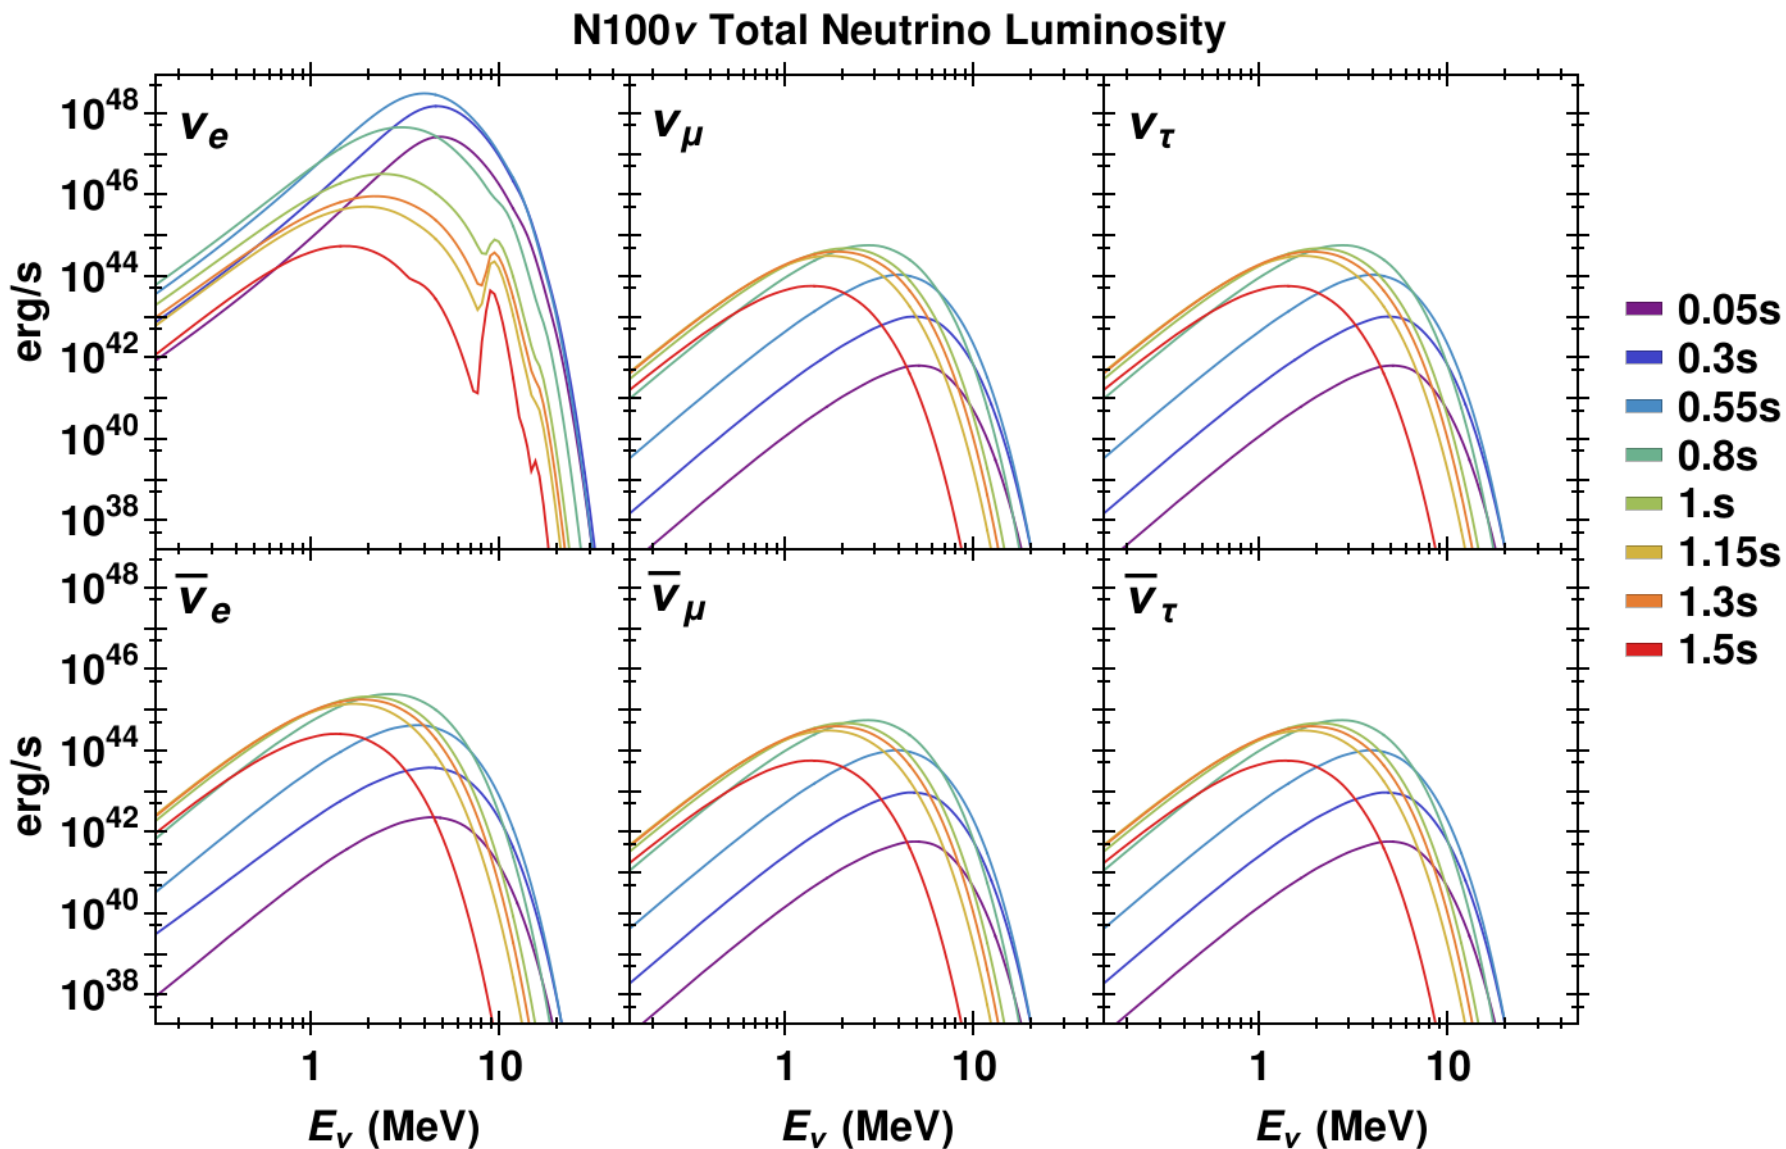 N100ν Total Neutrino Luminosity
10^48
10^46
10^44
10^42
10^40
10^38
erg/s
ν_e
ν_μ
ν_τ
0.05s
0.3s
0.55s
0.8s
1.s
1.15s
1.3s
1.5s
10^48
10^46
10^44
10^42
10^40
10^38
erg/s
ν̅_e
ν̅_μ
ν̅_τ
1 10 1 10 1 10
E_ν (MeV) E_ν (MeV) E_ν (MeV)